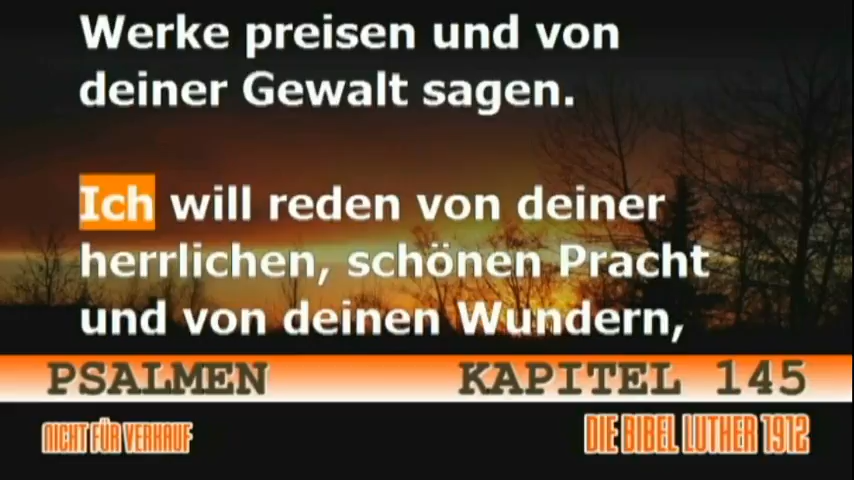 Werke preisen und von
deiner Gewalt sagen.
Ich will reden von deiner
herrlichen, schönen Pracht
und von deinen Wundern,
PSALMEN KAPITEL 145
NICHT FÜR VERKAUF DIE BIBEL LUTHER 1912